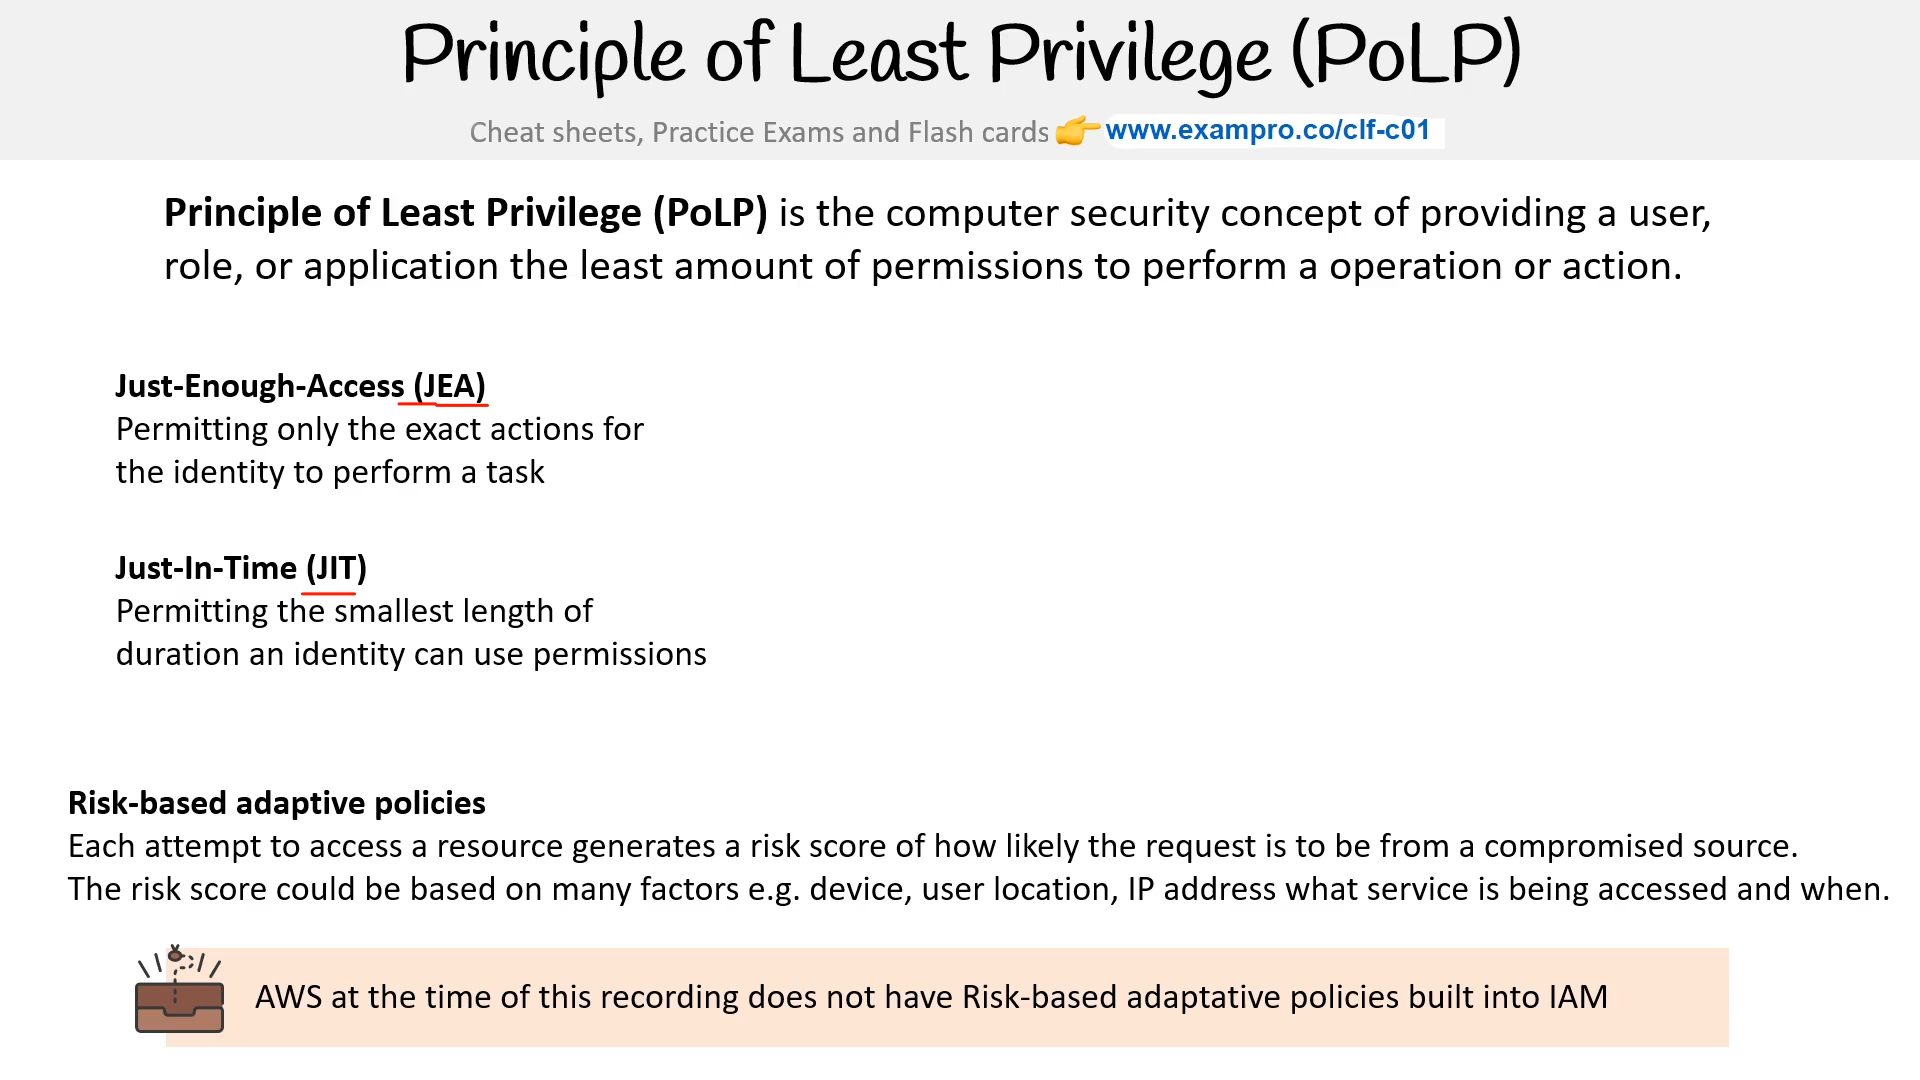 Principle of Least Privilege (PoLP)
Cheat sheets, Practice Exams and Flash cards 👉 www.exampro.co/clf-c01
Principle of Least Privilege (PoLP) is the computer security concept of providing a user,
role, or application the least amount of permissions to perform a operation or action.
Just-Enough-Access (JEA)
Permitting only the exact actions for
the identity to perform a task
Just-In-Time (JIT)
Permitting the smallest length of
duration an identity can use permissions
Risk-based adaptive policies
Each attempt to access a resource generates a risk score of how likely the request is to be from a compromised source.
The risk score could be based on many factors e.g. device, user location, IP address what service is being accessed and when.
AWS at the time of this recording does not have Risk-based adaptative policies built into IAM